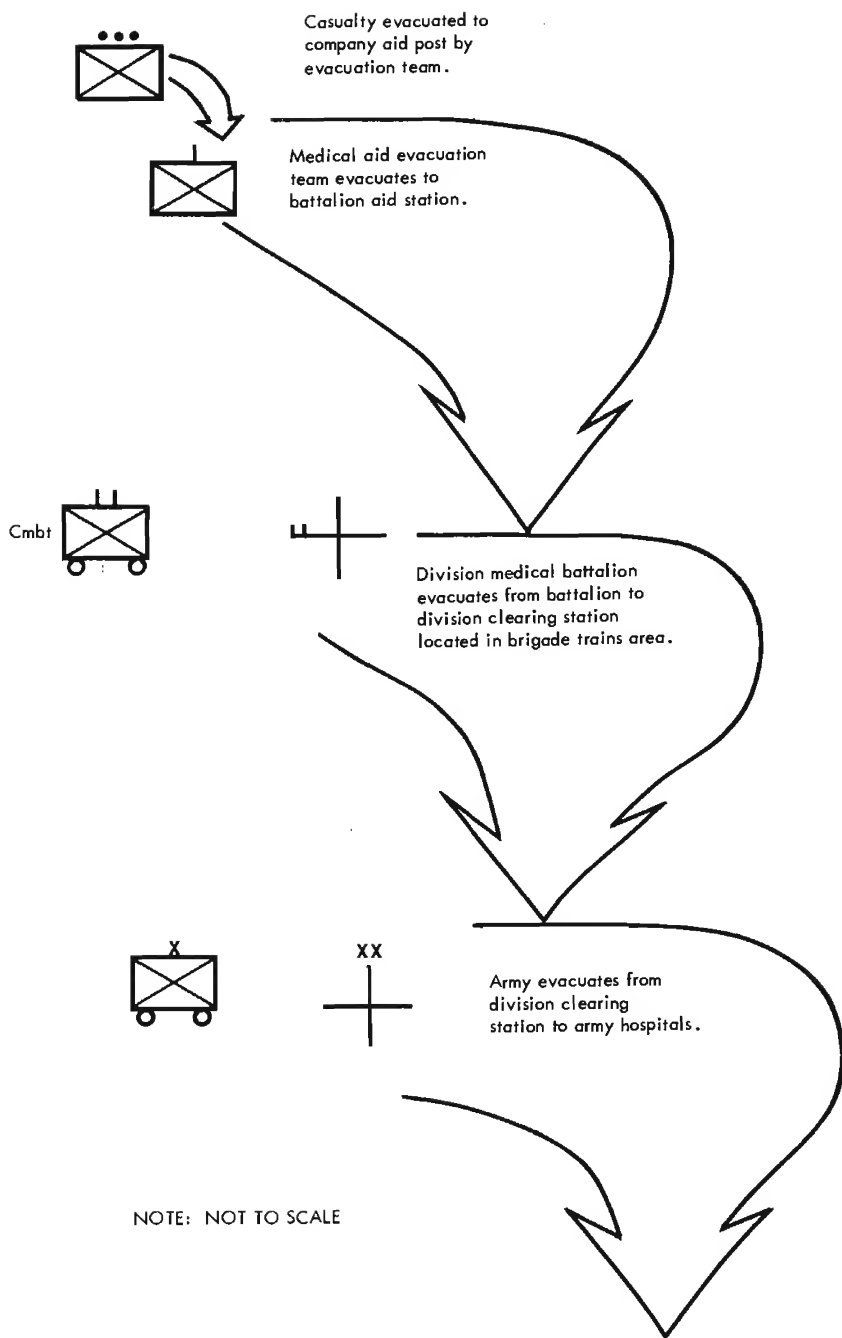 Casualty evacuated to
company aid post by
evacuation team.
Medical aid evacuation
team evacuates to
battalion aid station.
Cmbt
Division medical battalion
evacuates from battalion to
division clearing station
located in brigade trains area.
X
XX
Army evacuates from
division clearing
station to army hospitals.
NOTE: NOT TO SCALE